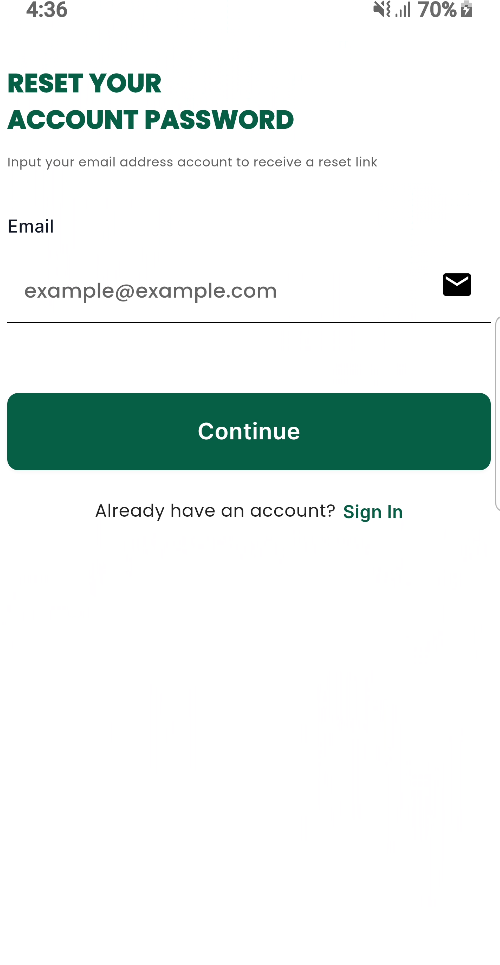 4:36 70%
RESET YOUR
ACCOUNT PASSWORD
Input your email address account to receive a reset link
Email
example@example.com
Continue
Already have an account? Sign In